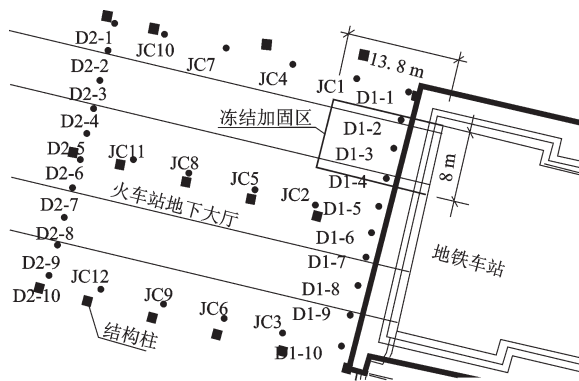 D2-1
JC10
JC7
JC4
JC1
13.8 m
D2-2
D1-1
D2-3
冻结加固区
D1-2
D2-4
D1-3
8 m
D2-5
JC11
JC8
D1-4
D2-6
JC5
JC2
D1-5
火车站地下大厅
D2-7
D1-6
地铁车站
D2-8
D1-7
D2-9
JC12
D1-8
D2-10
JC9
JC6
JC3
D1-9
结构柱
D1-10